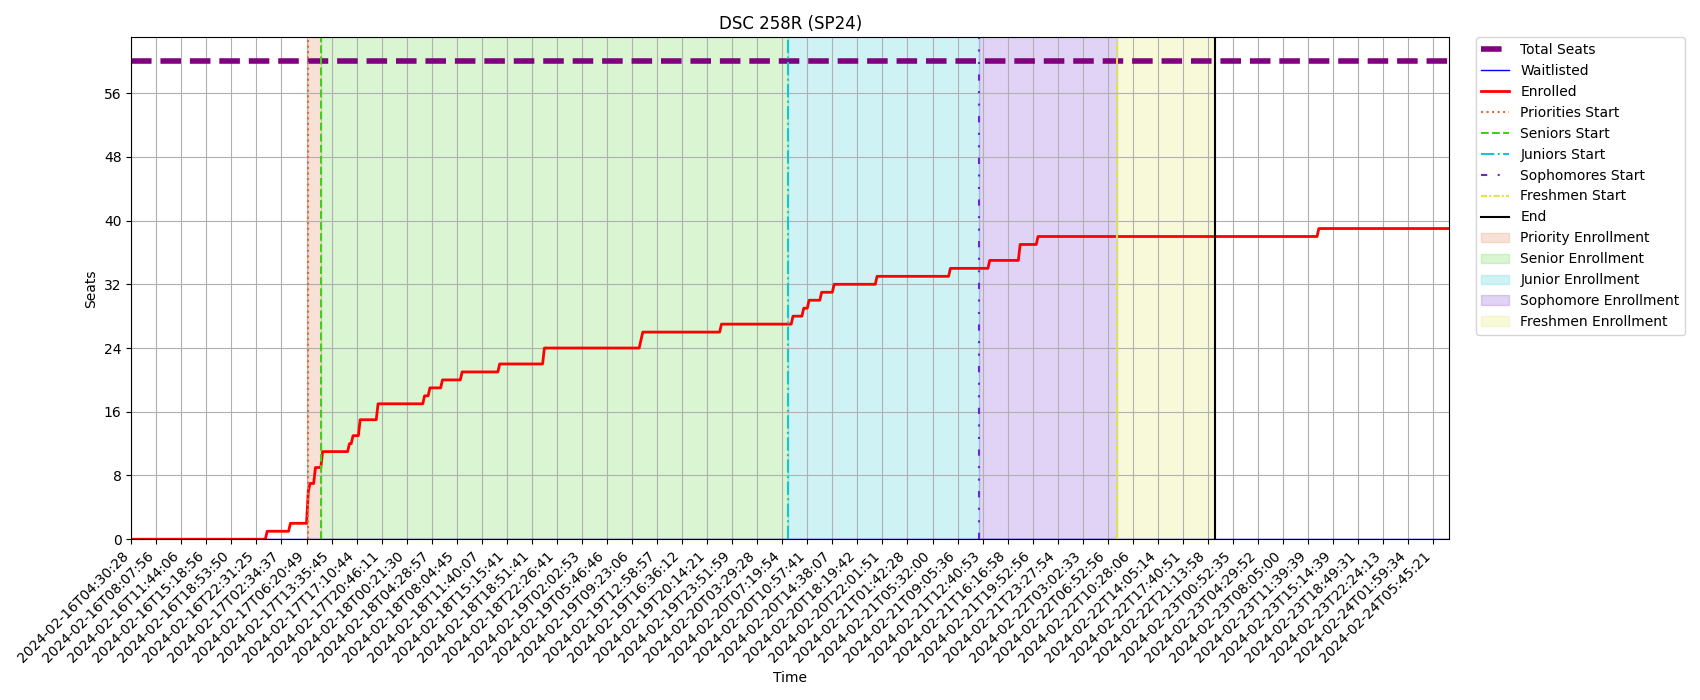 DSC 258R (SP24)
Seats
56
48
40
32
24
16
8
0
2024-02-16T04:30:28
2024-02-16T08:07:56
2024-02-16T11:44:06
2024-02-16T15:18:56
2024-02-16T18:53:50
2024-02-16T22:31:25
2024-02-17T02:34:37
2024-02-17T06:20:49
2024-02-17T13:35:45
2024-02-17T17:10:44
2024-02-17T20:46:11
2024-02-18T00:21:30
2024-02-18T04:28:57
2024-02-18T08:04:45
2024-02-18T11:40:07
2024-02-18T15:15:41
2024-02-18T18:51:41
2024-02-18T22:26:41
2024-02-19T02:02:53
2024-02-19T05:46:46
2024-02-19T09:23:06
2024-02-19T12:58:57
2024-02-19T16:36:12
2024-02-19T20:14:21
2024-02-19T23:51:59
2024-02-20T03:29:28
2024-02-20T07:19:54
2024-02-20T10:57:41
2024-02-20T14:38:07
2024-02-20T18:19:42
2024-02-20T22:01:51
2024-02-21T01:42:28
2024-02-21T05:32:00
2024-02-21T09:05:36
2024-02-21T12:40:53
2024-02-21T16:16:58
2024-02-21T19:52:56
2024-02-21T23:27:54
2024-02-22T03:02:33
2024-02-22T06:52:56
2024-02-22T10:28:06
2024-02-22T14:05:14
2024-02-22T17:40:51
2024-02-22T21:13:58
2024-02-23T00:52:35
2024-02-23T04:29:52
2024-02-23T08:05:00
2024-02-23T11:39:39
2024-02-23T15:14:39
2024-02-23T18:49:31
2024-02-23T22:24:13
2024-02-24T01:59:34
2024-02-24T05:45:21
Time
Total Seats
Waitlisted
Enrolled
Priorities Start
Seniors Start
Juniors Start
Sophomores Start
Freshmen Start
End
Priority Enrollment
Senior Enrollment
Junior Enrollment
Sophomore Enrollment
Freshmen Enrollment